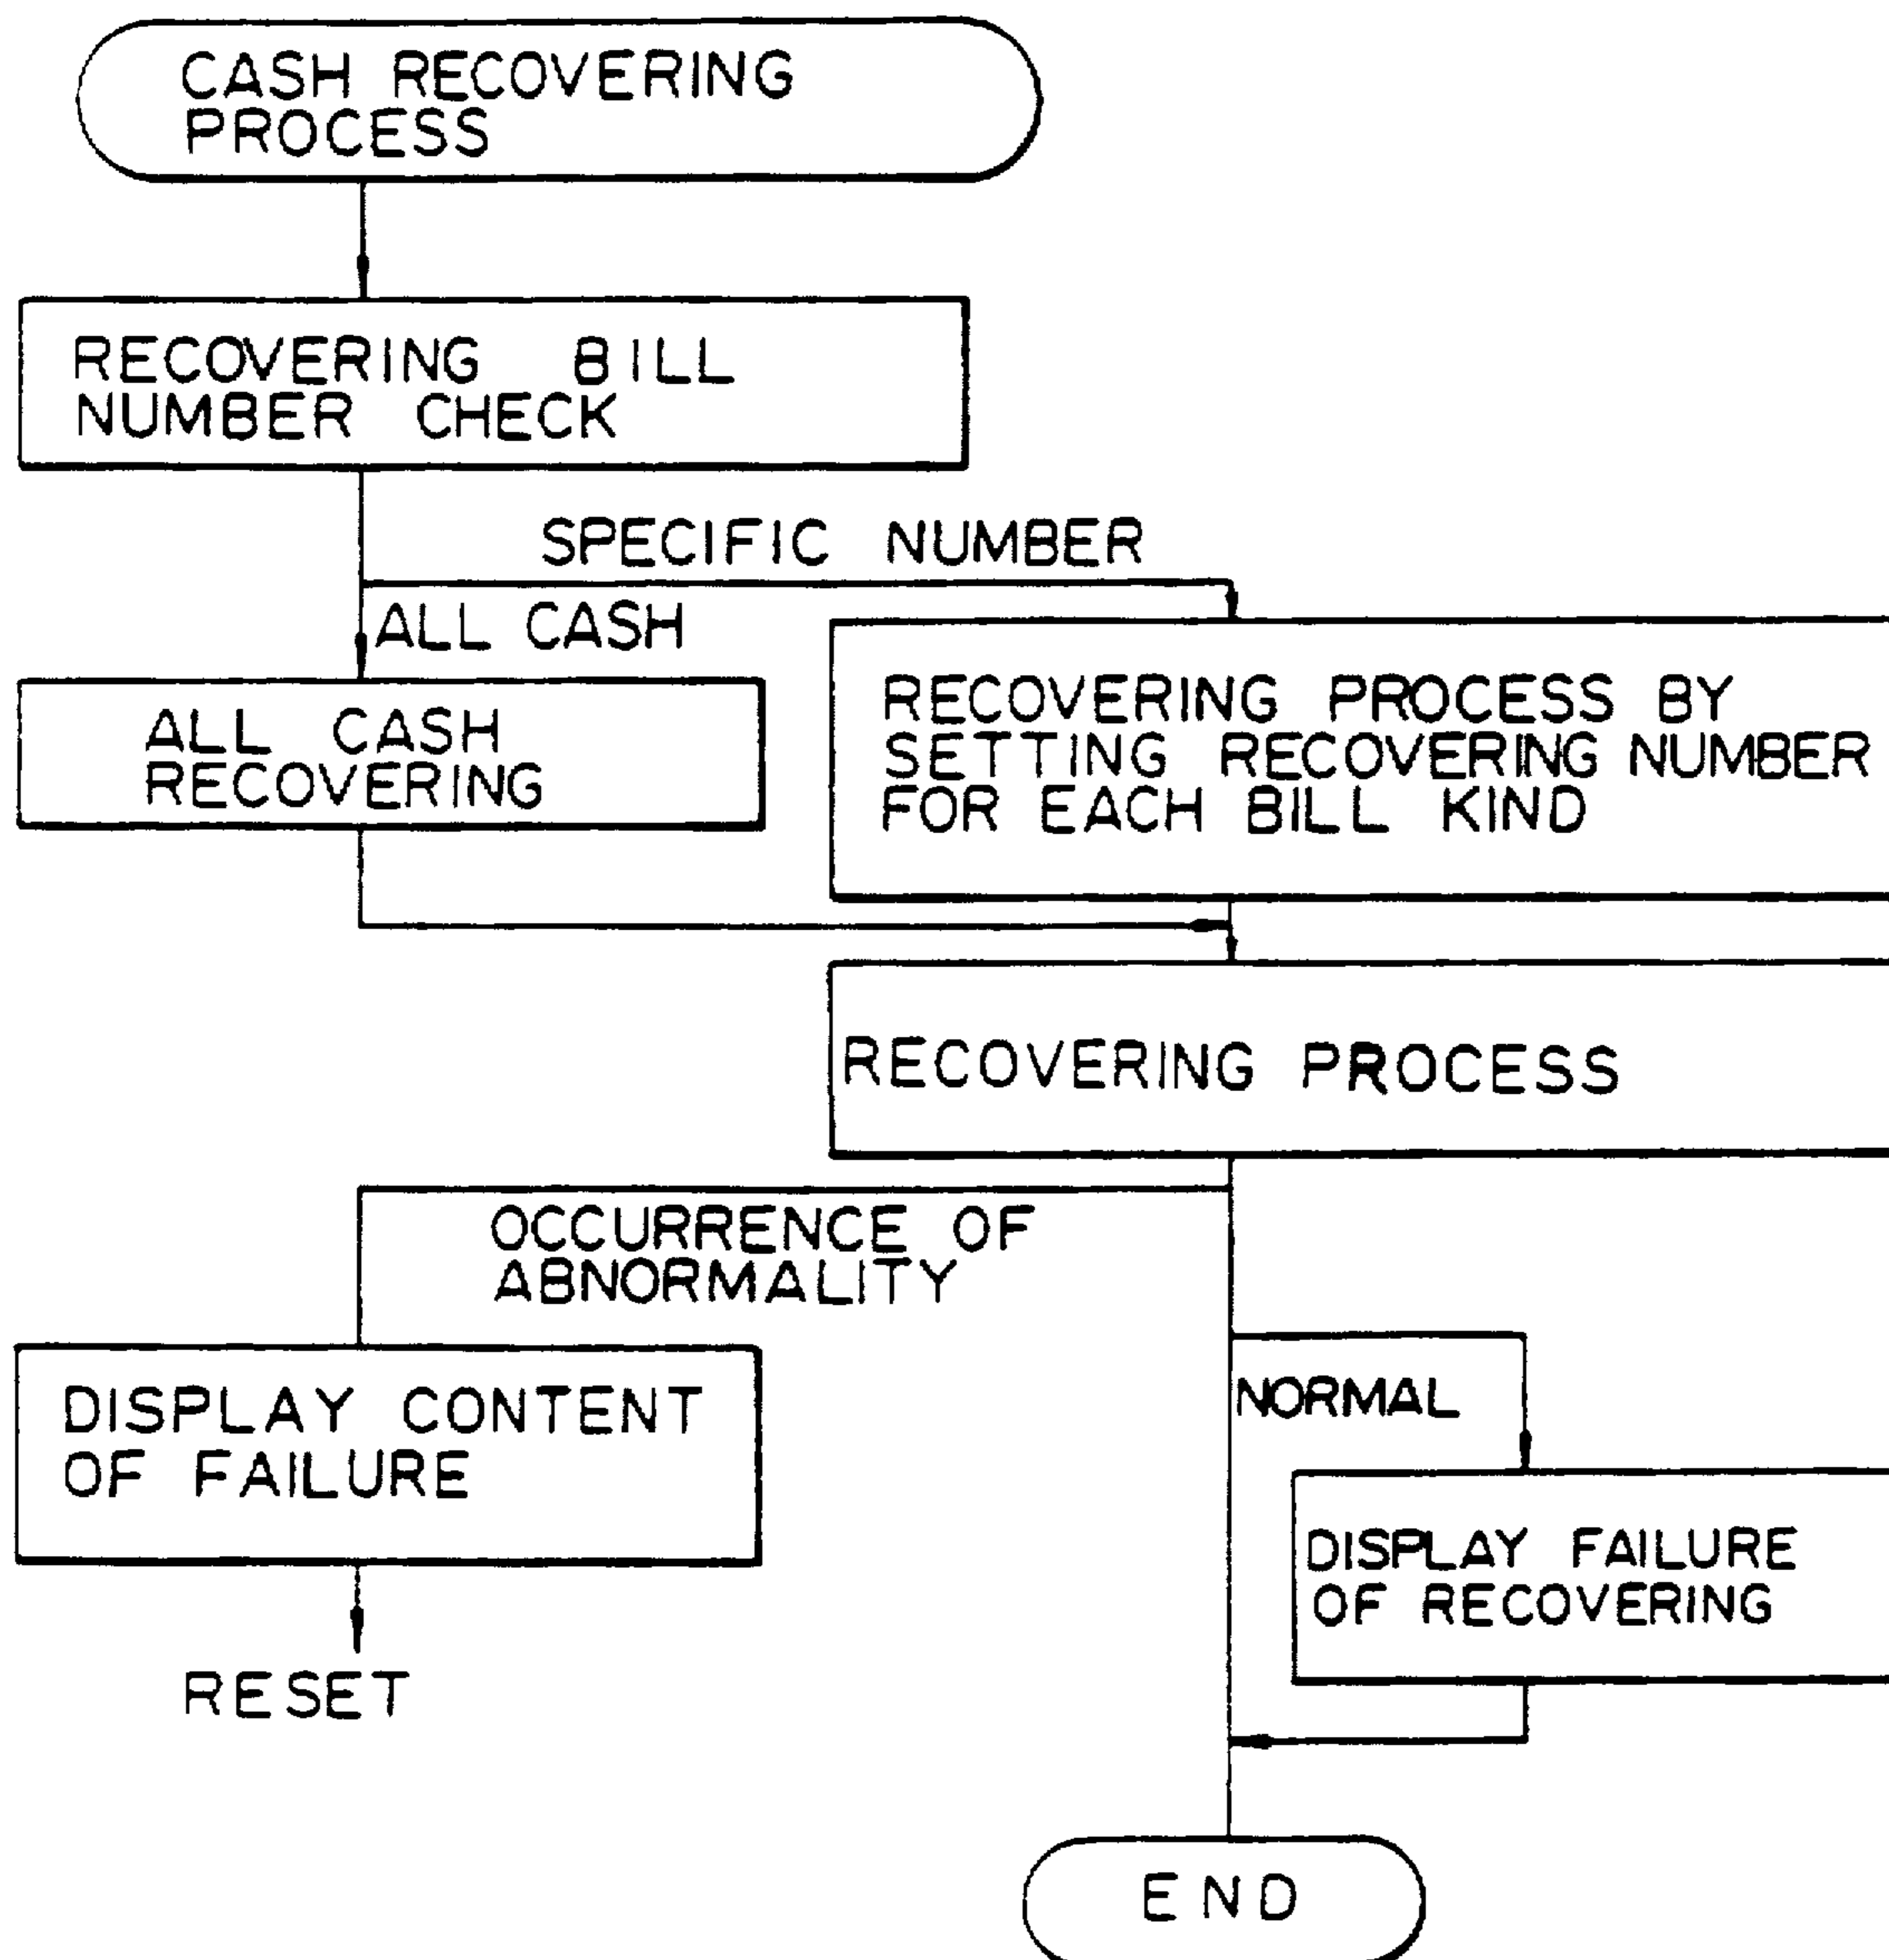 CASH RECOVERING
PROCESS
RECOVERING BILL
NUMBER CHECK
SPECIFIC NUMBER
ALL CASH
ALL CASH
RECOVERING
RECOVERING PROCESS BY
SETTING RECOVERING NUMBER
FOR EACH BILL KIND
RECOVERING PROCESS
OCCURRENCE OF
ABNORMALITY
NORMAL
DISPLAY CONTENT
OF FAILURE
DISPLAY FAILURE
OF RECOVERING
RESET
END